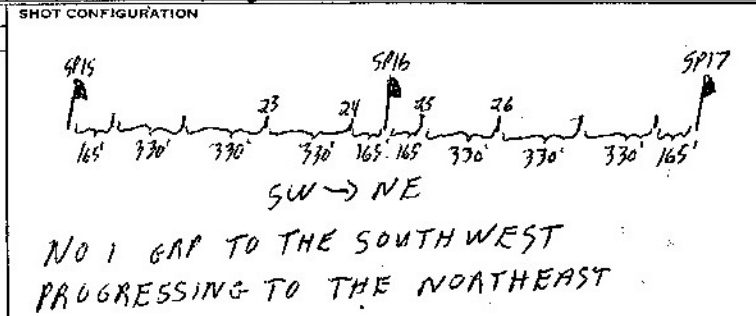 SHOT CONFIGURATION
SP15 SP16 SP17
23 24 25 26
165' 330' 330' 330' 165' 165' 330' 330' 330' 165'
SW → NE
NO 1 GRP TO THE SOUTHWEST
PROGRESSING TO THE NORTHEAST